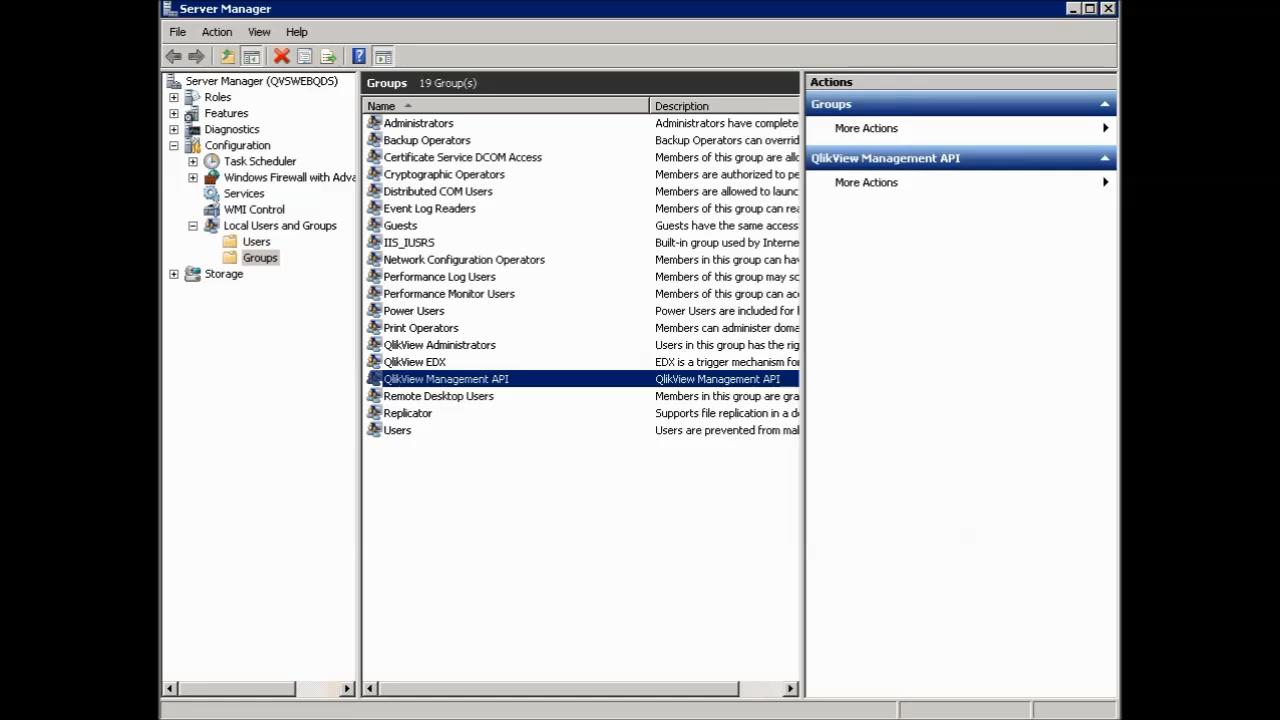 Server Manager
File Action View Help
Server Manager (QVSWEBQDS)
Roles
Features
Diagnostics
Configuration
Task Scheduler
Windows Firewall with Adva
Services
WMI Control
Local Users and Groups
Users
Groups
Storage
Groups 19 Group(s)
Name Description
Administrators Administrators have complete
Backup Operators Backup Operators can overrid
Certificate Service DCOM Access Members of this group are allo
Cryptographic Operators Members are authorized to pe
Distributed COM Users Members are allowed to launc
Event Log Readers Members of this group can rea
Guests Guests have the same access
IIS_IUSRS Built-in group used by Interne
Network Configuration Operators Members in this group can hav
Performance Log Users Members of this group may sc
Performance Monitor Users Members of this group can acc
Power Users Power Users are included for b
Print Operators Members can administer doma
QlikView Administrators Users in this group has the rig
QlikView EDX EDX is a trigger mechanism for
QlikView Management API QlikView Management API
Remote Desktop Users Members in this group are gra
Replicator Supports file replication in a d
Users Users are prevented from mal
Actions
Groups
More Actions
QlikView Management API
More Actions